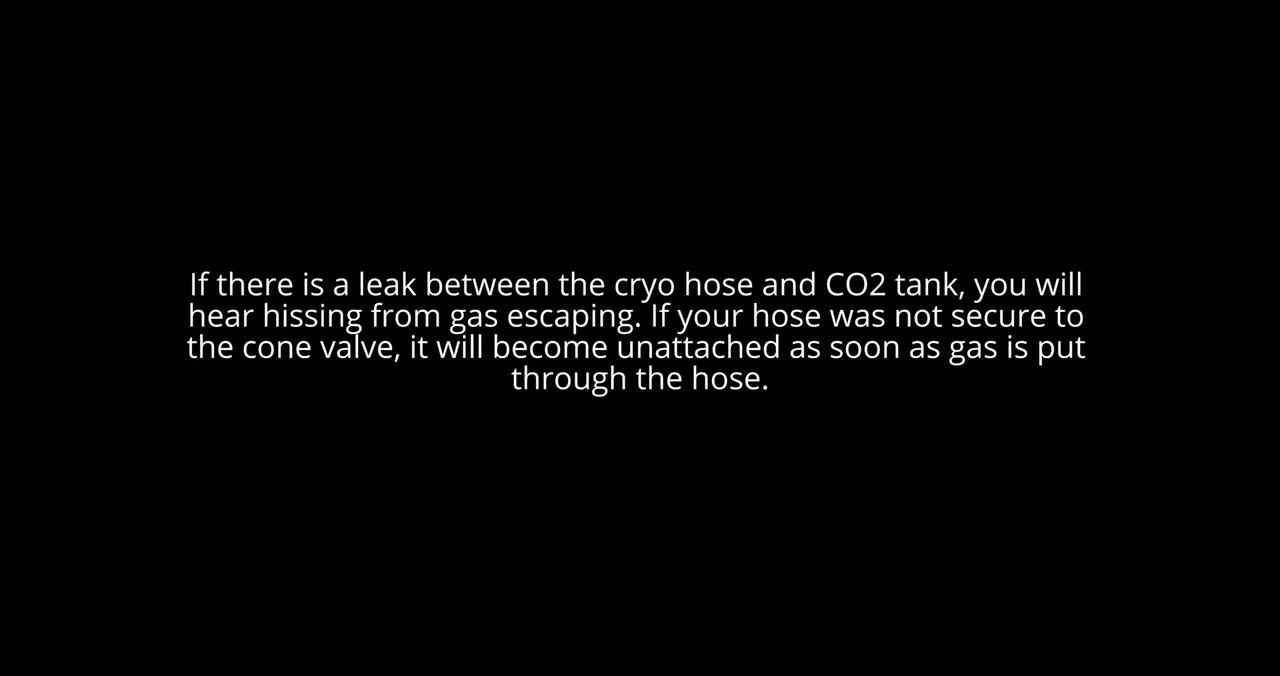 If there is a leak between the cryo hose and CO2 tank, you will
hear hissing from gas escaping. If your hose was not secure to
the cone valve, it will become unattached as soon as gas is put
through the hose.